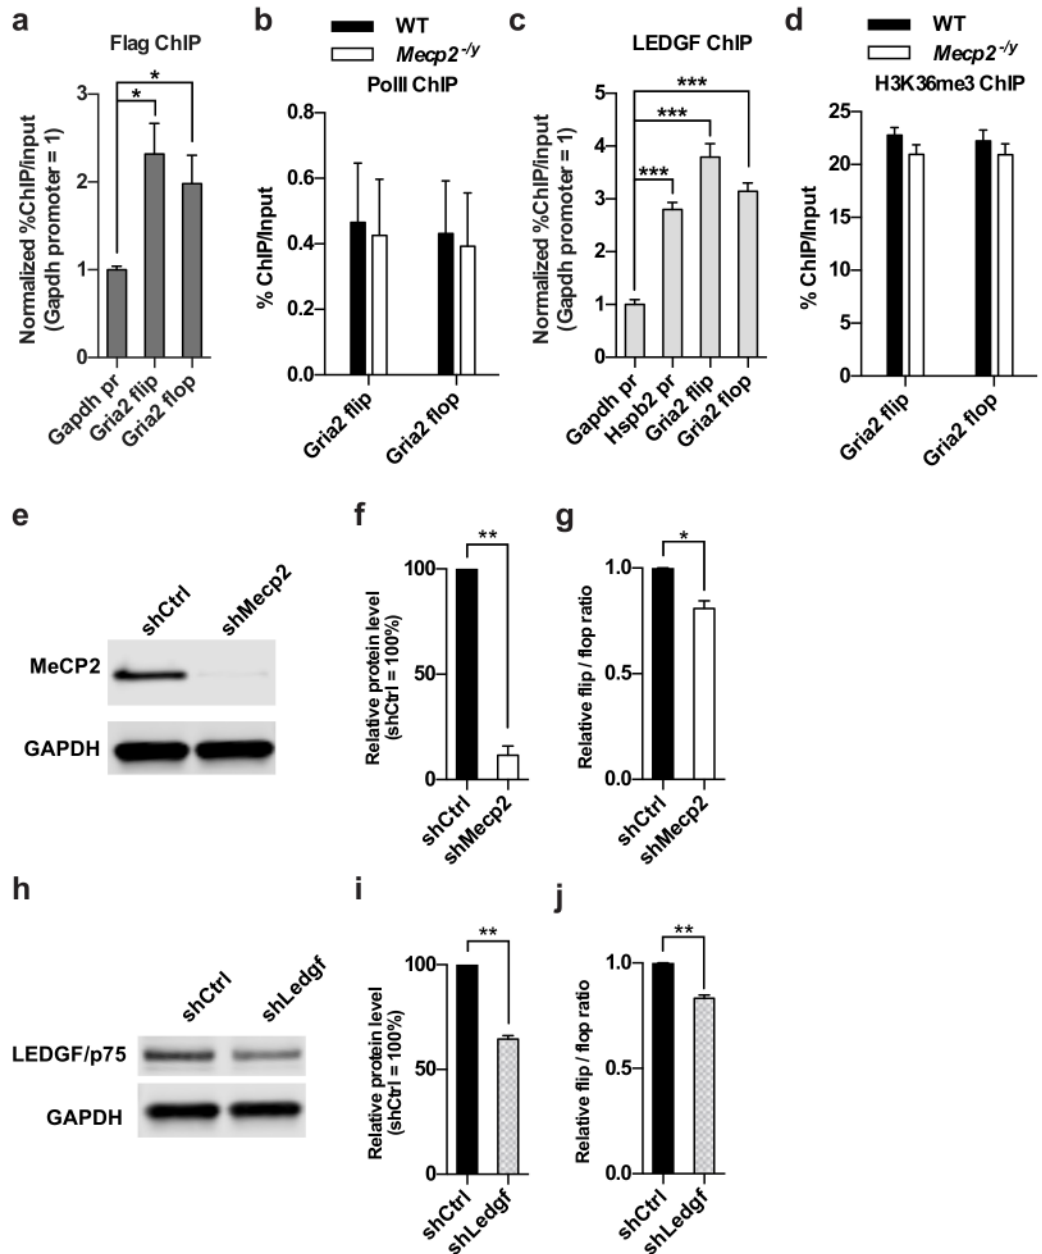 a
Flag ChIP
Normalized %ChIP/input
(Gapdh promoter = 1)
3
2
1
0
*
*
Gapdh pr
Gria2 flip
Gria2 flop
b
WT
Mecp2 -/y
PolII ChIP
% ChIP/Input
0.8
0.6
0.4
0.2
0.0
Gria2 flip
Gria2 flop
c
LEDGF ChIP
Normalized %ChIP/input
(Gapdh promoter = 1)
5
4
3
2
1
0
***
***
***
Gapdh pr
Hspb2 pr
Gria2 flip
Gria2 flop
d
WT
Mecp2 -/y
H3K36me3 ChIP
% ChIP/Input
25
20
15
10
5
0
Gria2 flip
Gria2 flop
e
shCtrl
shMecp2
MeCP2
GAPDH
f
Relative protein level
(shCtrl = 100%)
100
50
0
**
shCtrl
shMecp2
g
Relative flip / flop ratio
1.0
0.5
0.0
*
shCtrl
shMecp2
h
shCtrl
shLedgf
LEDGF/p75
GAPDH
i
Relative protein level
(shCtrl = 100%)
100
50
0
**
shCtrl
shLedgf
j
Relative flip / flop ratio
1.0
0.5
0.0
**
shCtrl
shLedgf